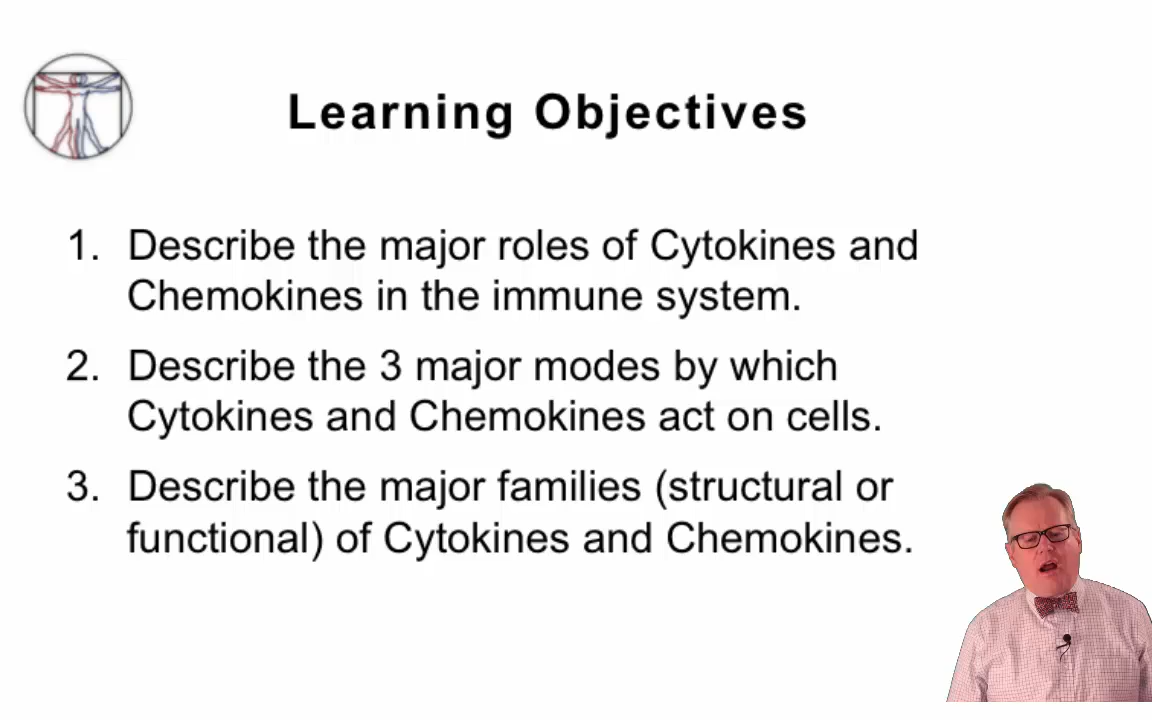 Learning Objectives
1. Describe the major roles of Cytokines and
Chemokines in the immune system.
2. Describe the 3 major modes by which
Cytokines and Chemokines act on cells.
3. Describe the major families (structural or
functional) of Cytokines and Chemokines.